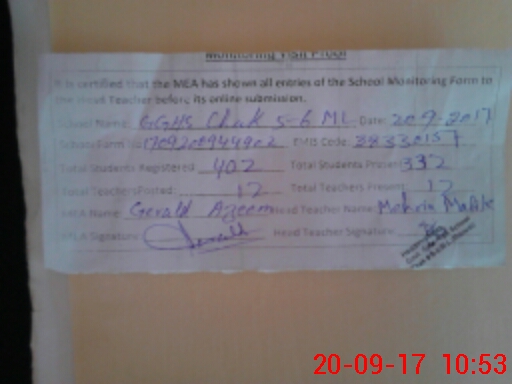 Monitoring Visit Proof
It is certified that the MEA has shown all entries of the School Monitoring Form to
the Head Teacher before its online submission.
School Name: GGHS Chak 5-6 ML Date: 20-9-2017
EMIS Code: 38330157
Total Students Registered: 402 Total Students Present 332
Total Teachers Posted: 12 Total Teachers Present 12
MEA Name: Gerald Azeem Head Teacher Name:
MEA Signature: Head Teacher Signature:
20-09-17 10:53